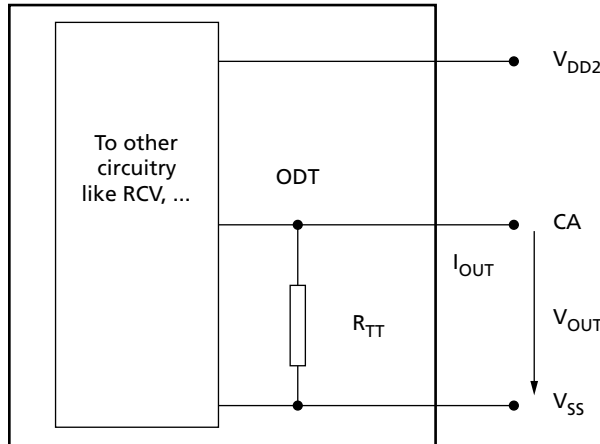 V_DD2
To other
circuitry
like RCV, ...
ODT
CA
I_OUT
R_TT
V_OUT
V_SS